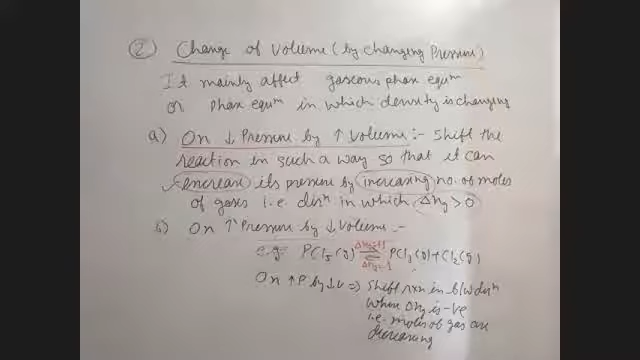 ② Change of Volume (by changing Pressure)
It mainly affect gaseous phase equᵐ
or phase equᵐ in which density is changing
a) On ↓ Pressure by ↑ Volume :- Shift the
reaction in such a way so that it can
increase its pressure by increasing no. of moles
of gases i.e. dirⁿ in which Δng > 0
b) On ↑ Pressure by ↓ Volume -
e.g. PCl5(g) ⇌ PCl3(g) + Cl2(g)
Δng=+1
Δng=-1
On ↑ P by ↓ V ⇒ Shift rxn in b/w dirⁿ
where Δng is -ve
i.e. moles of gas are
decreasing